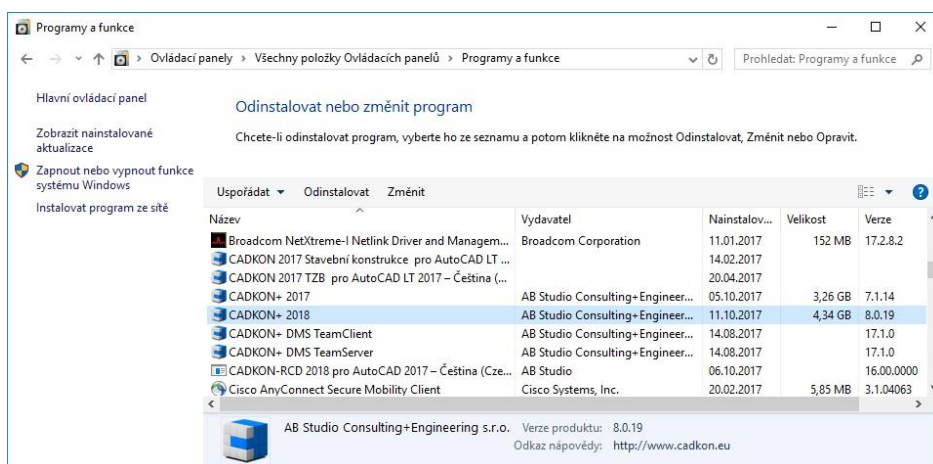 Programy a funkce
Ovládací panely > Všechny položky Ovládacích panelů > Programy a funkce
Prohledat: Programy a funkce
Hlavní ovládací panel
Zobrazit nainstalované
aktualizace
Zapnout nebo vypnout funkce
systému Windows
Instalovat program ze sítě
Odinstalovat nebo změnit program
Chcete-li odinstalovat program, vyberte ho ze seznamu a potom klikněte na možnost Odinstalovat, Změnit nebo Opravit.
Uspořádat Odinstalovat Změnit
Název Vydavatel Nainstalov... Velikost Verze
Broadcom NetXtreme-I Netlink Driver and Managem... Broadcom Corporation 11.01.2017 152 MB 17.2.8.2
CADKON 2017 Stavební konstrukce pro AutoCAD LT ... 14.02.2017
CADKON 2017 TZB pro AutoCAD LT 2017 – Čeština (... 20.04.2017
CADKON+ 2017 AB Studio Consulting+Engineer... 05.10.2017 3,26 GB 7.1.14
CADKON+ 2018 AB Studio Consulting+Engineer... 11.10.2017 4,34 GB 8.0.19
CADKON+ DMS TeamClient AB Studio Consulting+Engineer... 14.08.2017 17.1.0
CADKON+ DMS TeamServer AB Studio Consulting+Engineer... 14.08.2017 17.1.0
CADKON-RCD 2018 pro AutoCAD 2017 – Čeština (Cze... AB Studio 06.10.2017 16.00.0000
Cisco AnyConnect Secure Mobility Client Cisco Systems, Inc. 20.02.2017 5,85 MB 3.1.04063
AB Studio Consulting+Engineering s.r.o. Verze produktu: 8.0.19
Odkaz nápovědy: http://www.cadkon.eu